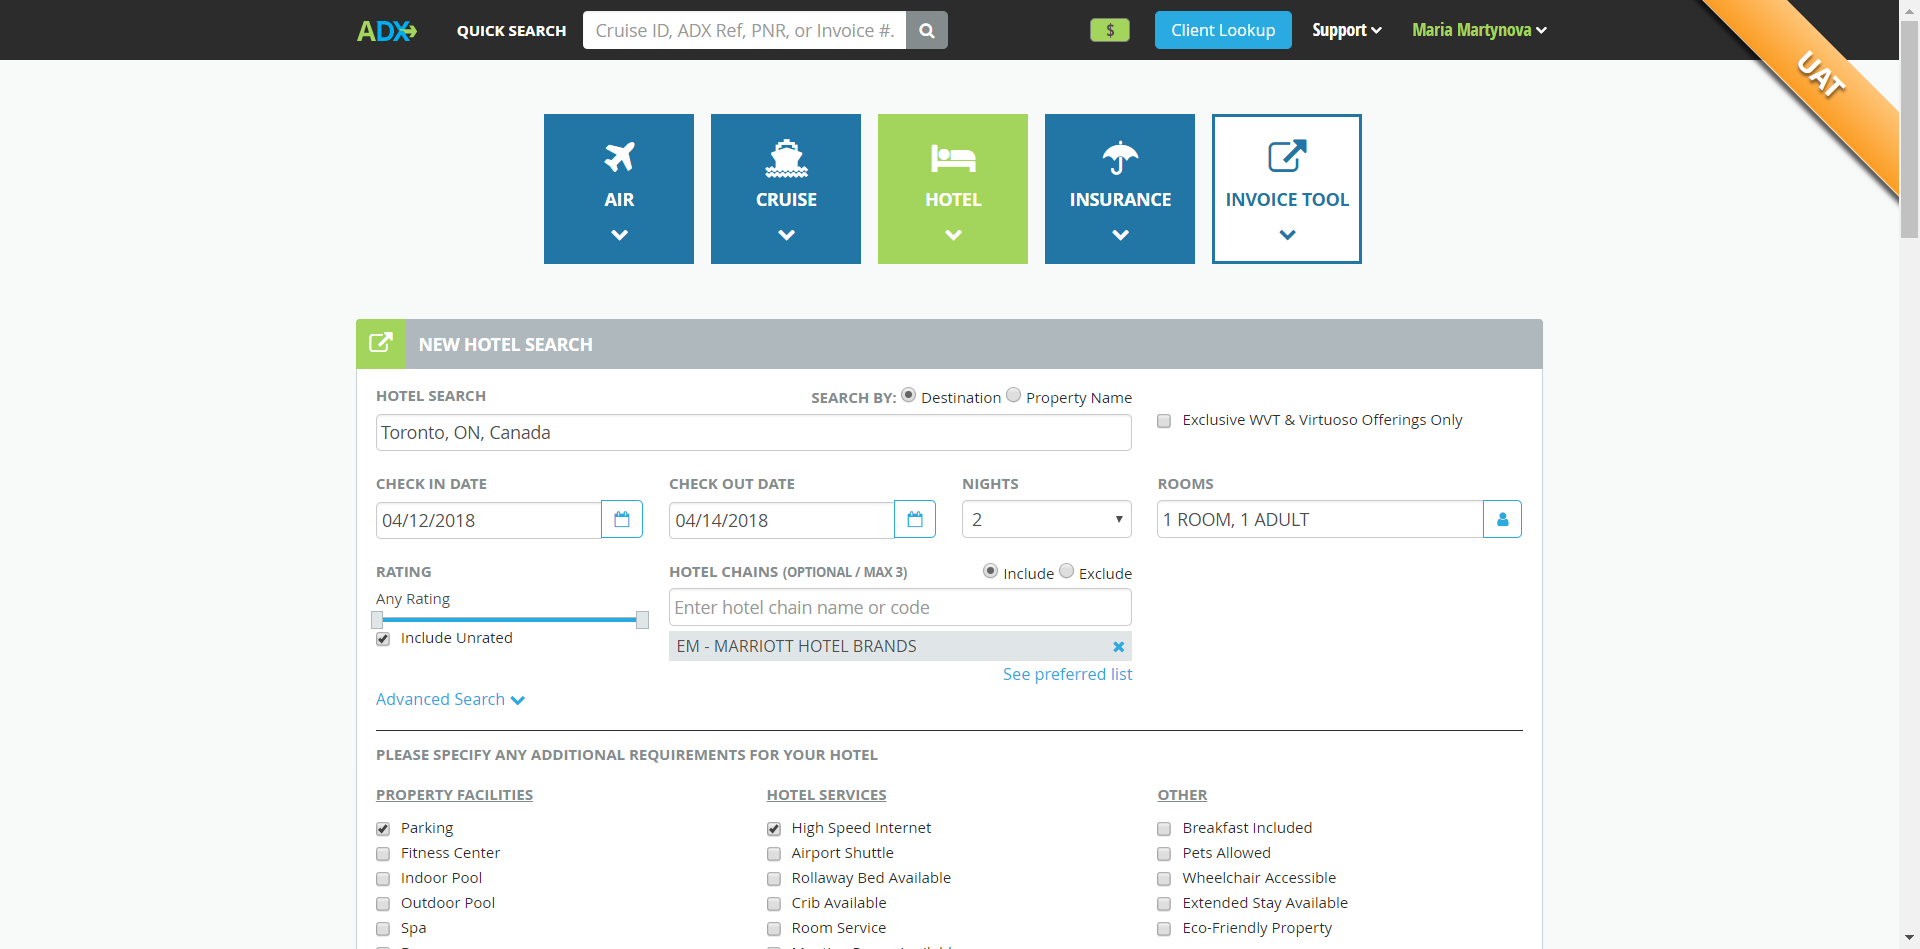 ADX
QUICK SEARCH
Cruise ID, ADX Ref, PNR, or Invoice #.
$
Client Lookup
Support
Maria Martynova
UAT
AIR
CRUISE
HOTEL
INSURANCE
INVOICE TOOL
NEW HOTEL SEARCH
HOTEL SEARCH
SEARCH BY: Destination Property Name
Toronto, ON, Canada
Exclusive WVT & Virtuoso Offerings Only
CHECK IN DATE
CHECK OUT DATE
NIGHTS
ROOMS
04/12/2018
04/14/2018
2
1 ROOM, 1 ADULT
RATING
Any Rating
Include Unrated
HOTEL CHAINS (OPTIONAL / MAX 3)
Include Exclude
Enter hotel chain name or code
EM - MARRIOTT HOTEL BRANDS
See preferred list
Advanced Search
PLEASE SPECIFY ANY ADDITIONAL REQUIREMENTS FOR YOUR HOTEL
PROPERTY FACILITIES
Parking
Fitness Center
Indoor Pool
Outdoor Pool
Spa
HOTEL SERVICES
High Speed Internet
Airport Shuttle
Rollaway Bed Available
Crib Available
Room Service
OTHER
Breakfast Included
Pets Allowed
Wheelchair Accessible
Extended Stay Available
Eco-Friendly Property